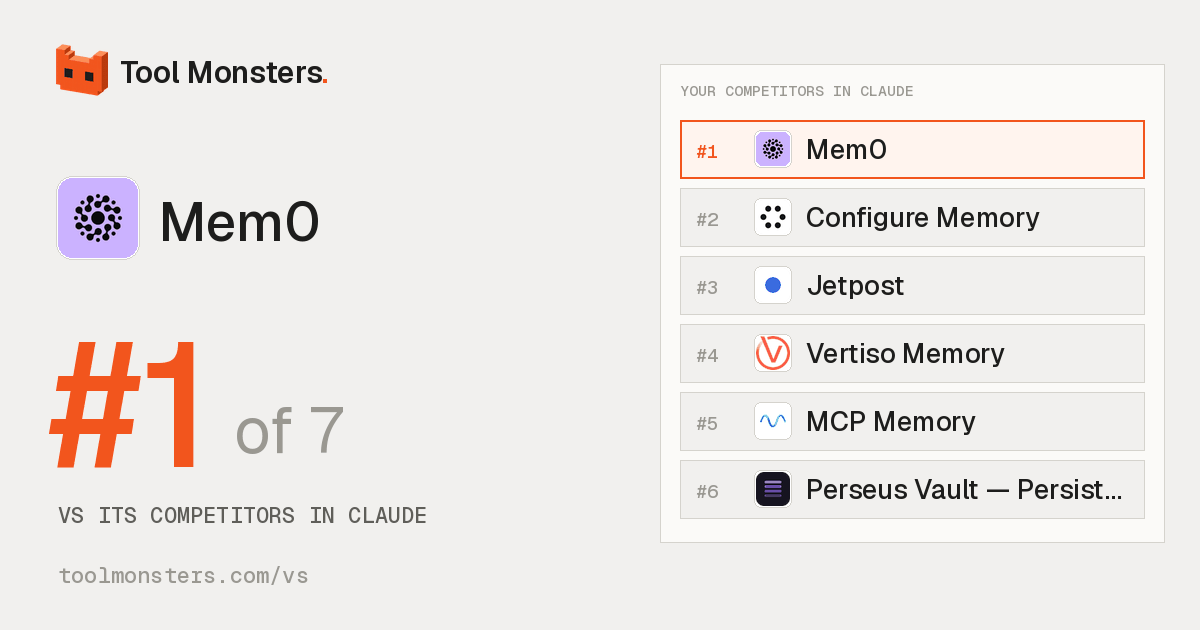 Tool Monsters.
Mem0
#1 of 7
VS ITS COMPETITORS IN CLAUDE
toolmonsters.com/vs
YOUR COMPETITORS IN CLAUDE
#1 Mem0
#2 Configure Memory
#3 Jetpost
#4 Vertiso Memory
#5 MCP Memory
#6 Perseus Vault — Persist...